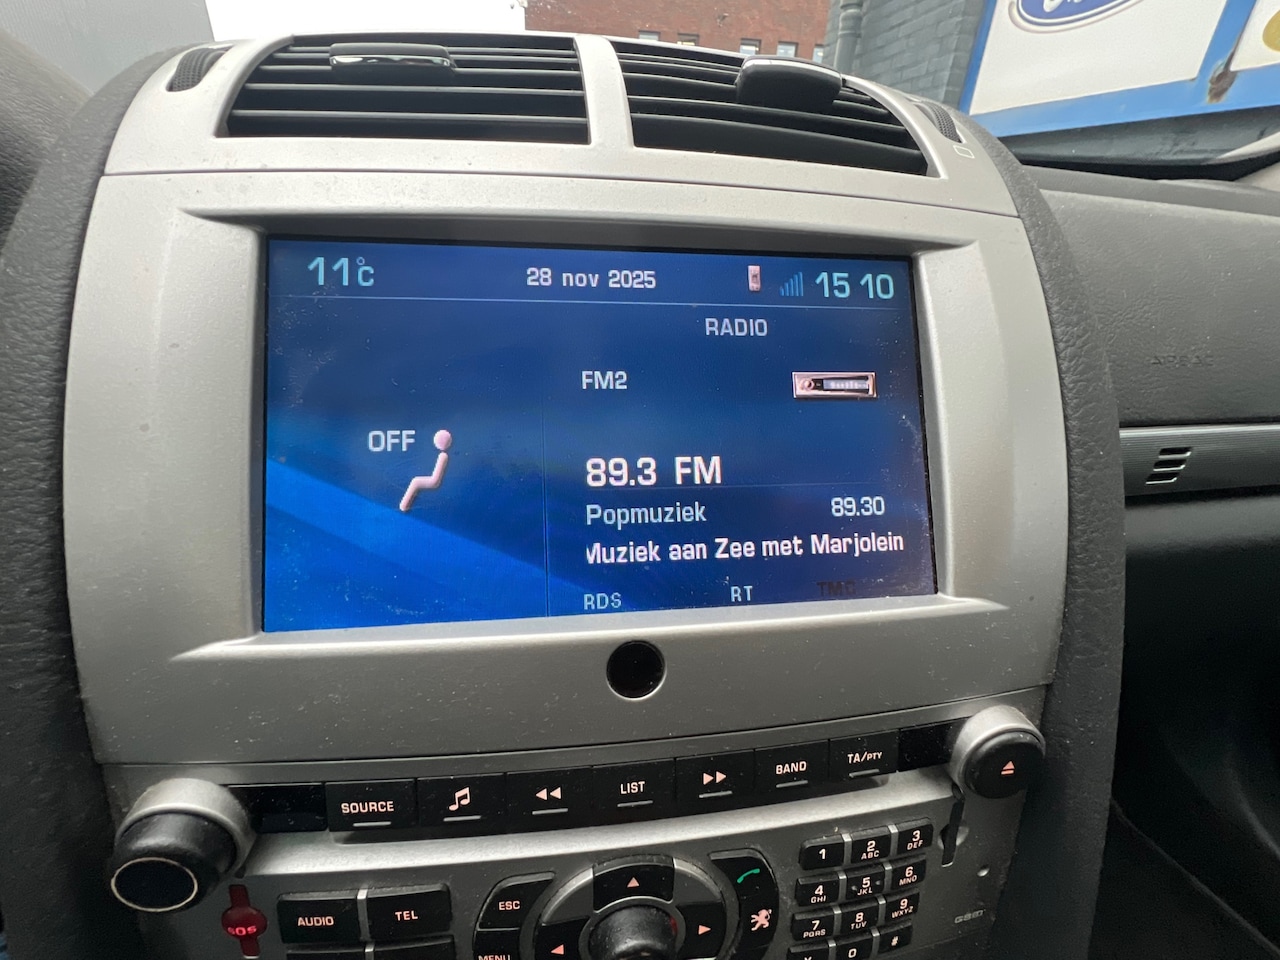 11°C
28 nov 2025
15 10
RADIO
FM2
OFF
89.3 FM
Popmuziek
89.30
Muziek aan Zee met Marjolein
RDS
RT
TMC
AIRBAG
SOURCE
LIST
BAND
TA/PTY
1
2 ABC
3 DEF
4 GHI
5 JKL
6 MNO
7 PQRS
8 TUV
9 WXYZ
0
#
SOS
AUDIO
TEL
ESC
MENU
GSM